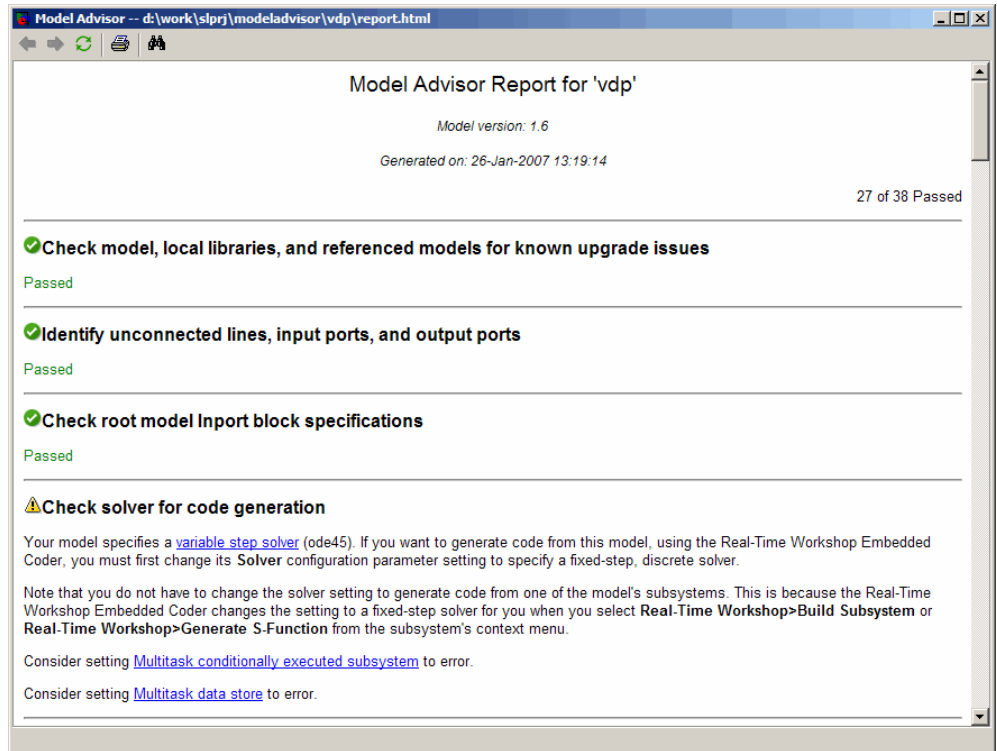 Model Advisor -- d:\work\slprj\modeladvisor\vdp\report.html
Model Advisor Report for 'vdp'
Model version: 1.6
Generated on: 26-Jan-2007 13:19:14
27 of 38 Passed
Check model, local libraries, and referenced models for known upgrade issues
Passed
Identify unconnected lines, input ports, and output ports
Passed
Check root model Inport block specifications
Passed
Check solver for code generation
Your model specifies a variable step solver (ode45). If you want to generate code from this model, using the Real-Time Workshop Embedded
Coder, you must first change its Solver configuration parameter setting to specify a fixed-step, discrete solver.
Note that you do not have to change the solver setting to generate code from one of the model's subsystems. This is because the Real-Time
Workshop Embedded Coder changes the setting to a fixed-step solver for you when you select Real-Time Workshop>Build Subsystem or
Real-Time Workshop>Generate S-Function from the subsystem's context menu.
Consider setting Multitask conditionally executed subsystem to error.
Consider setting Multitask data store to error.